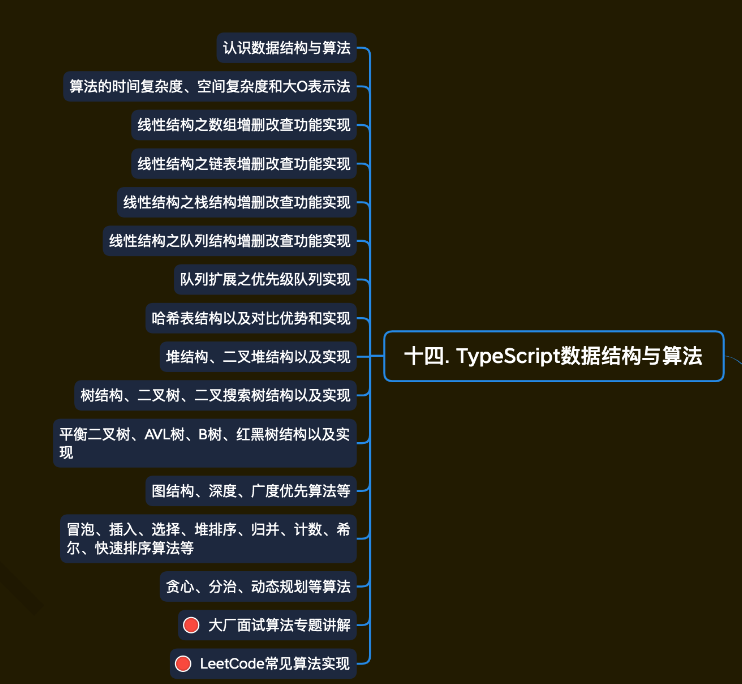 认识数据结构与算法
算法的时间复杂度、空间复杂度和大O表示法
线性结构之数组增删改查功能实现
线性结构之链表增删改查功能实现
线性结构之栈结构增删改查功能实现
线性结构之队列结构增删改查功能实现
队列扩展之优先级队列实现
哈希表结构以及对比优势和实现
堆结构、二叉堆结构以及实现
树结构、二叉树、二叉搜索树结构以及实现
平衡二叉树、AVL树、B树、红黑树结构以及实
现
图结构、深度、广度优先算法等
冒泡、插入、选择、堆排序、归并、计数、希
尔、快速排序算法等
贪心、分治、动态规划等算法
大厂面试算法专题讲解
LeetCode常见算法实现
十四. TypeScript数据结构与算法